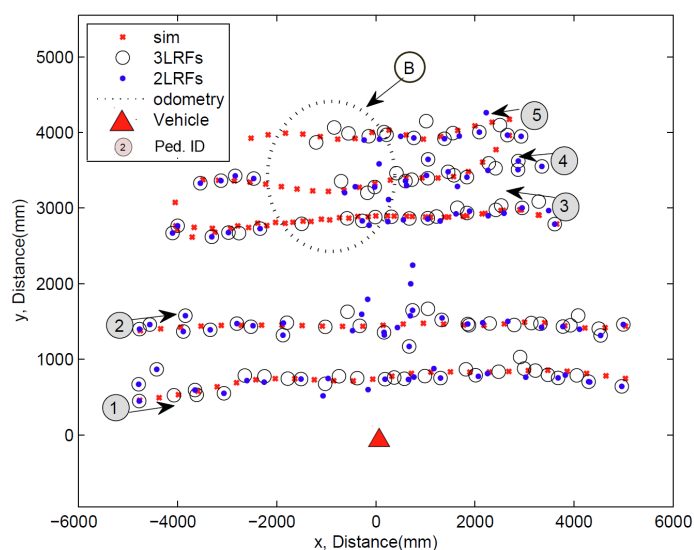 5000
4000
3000
2000
1000
0
y, Distance(mm)
sim
3LRFs
2LRFs
odometry
Vehicle
2 Ped. ID
B
5
4
3
2
1
−6000 −4000 −2000 0 2000 4000 6000
x, Distance(mm)